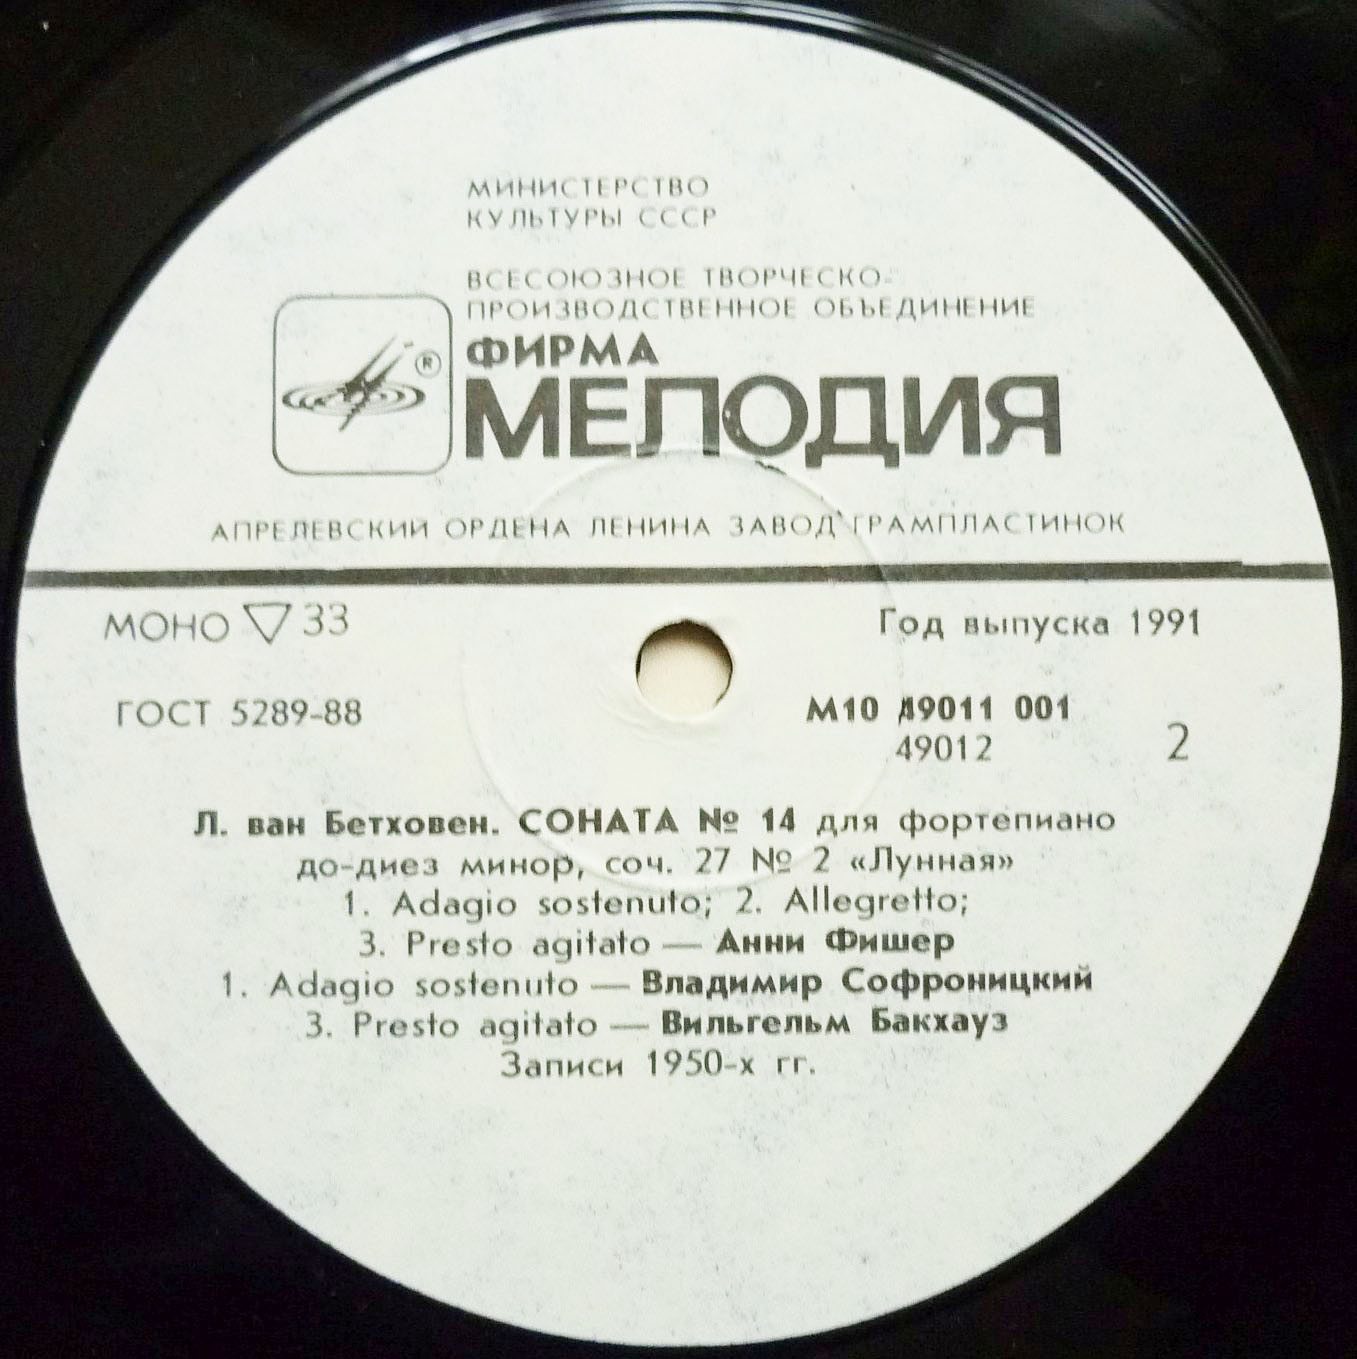 МИНИСТЕРСТВО
КУЛЬТУРЫ СССР
ВСЕСОЮЗНОЕ ТВОРЧЕСКО-
ПРОИЗВОДСТВЕННОЕ ОБЪЕДИНЕНИЕ
ФИРМА
®
МЕЛОДИЯ
АПРЕЛЕВСКИЙ ОРДЕНА ЛЕНИНА ЗАВОД ГРАМПЛАСТИНОК
МОНО ▽ 33
Год выпуска 1991
ГОСТ 5289-88
М10 49011 001
49012
2
Л. ван Бетховен. СОНАТА № 14 для фортепиано
до-диез минор, соч. 27 № 2 «Лунная»
1. Adagio sostenuto; 2. Allegretto;
3. Presto agitato — Анни Фишер
1. Adagio sostenuto — Владимир Софроницкий
3. Presto agitato — Вильгельм Бакхауз
Записи 1950-х гг.